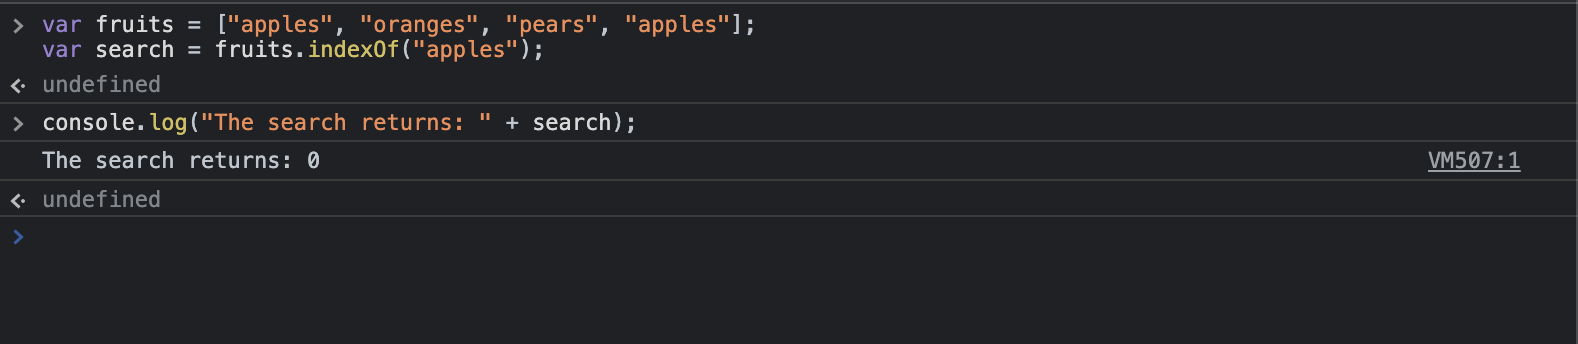 > var fruits = ["apples", "oranges", "pears", "apples"];
var search = fruits.indexOf("apples");
undefined
> console.log("The search returns: " + search);
The search returns: 0 VM507:1
undefined
>